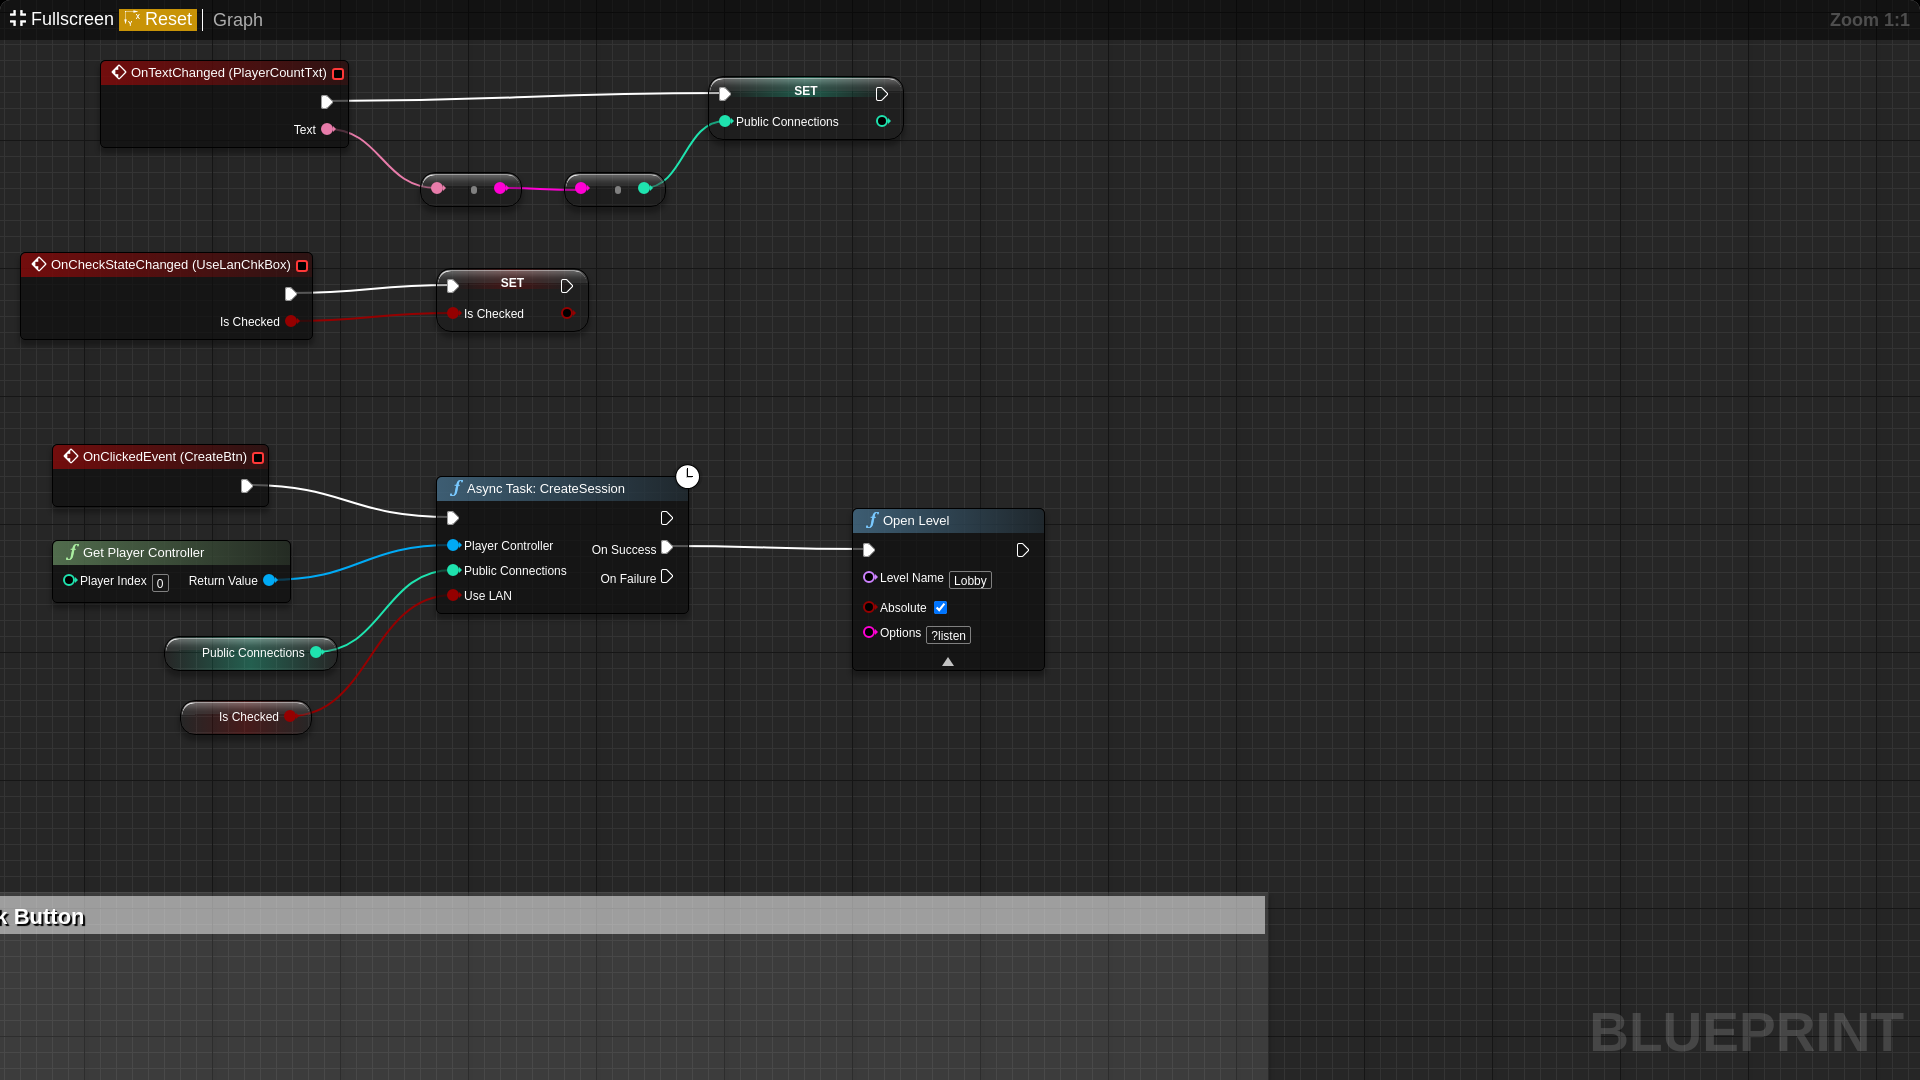 Fullscreen Reset Graph Zoom 1:1
OnTextChanged (PlayerCountTxt)
Text
SET
Public Connections
OnCheckStateChanged (UseLanChkBox)
Is Checked
SET
Is Checked
OnClickedEvent (CreateBtn)
Get Player Controller
Player Index 0 Return Value
Public Connections
Is Checked
Async Task: CreateSession
Player Controller
Public Connections
Use LAN
On Success
On Failure
Open Level
Level Name Lobby
Absolute
Options ?listen
k Button
BLUEPRINT